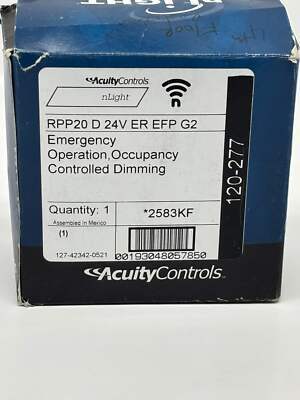 nLIGHT
AcuityControls
nLight
RPP20 D 24V ER EFP G2
Emergency
Operation,Occupancy
Controlled Dimming
120-277
Quantity: 1
*2583KF
Assembled in Mexico
(1)
127-42342-0521
00193048057850
AcuityControls